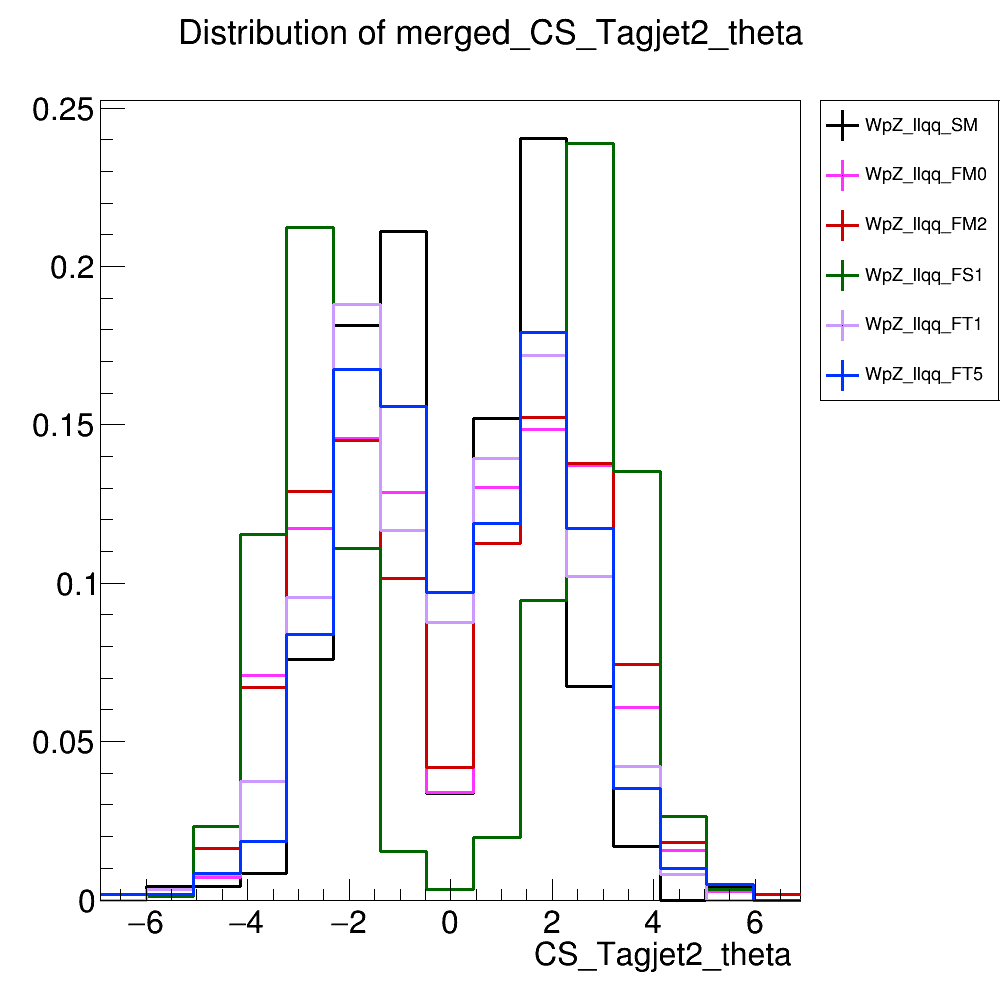 Distribution of merged_CS_Tagjet2_theta
0.25
0.2
0.15
0.1
0.05
0
−6 −4 −2 0 2 4 6
CS_Tagjet2_theta
WpZ_llqq_SM
WpZ_llqq_FM0
WpZ_llqq_FM2
WpZ_llqq_FS1
WpZ_llqq_FT1
WpZ_llqq_FT5